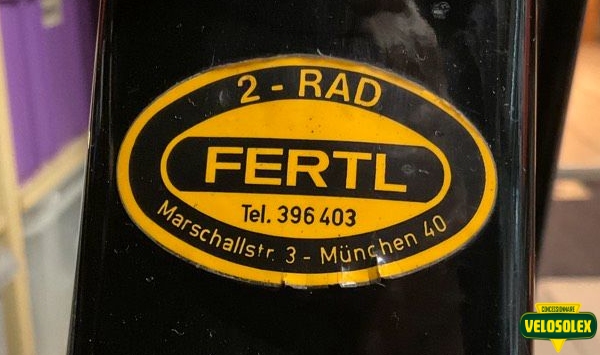 2 - RAD
FERTL
Tel. 396 403
Marschallstr. 3 - München 40
CONCESSIONNAIRE
VELOSOLEX